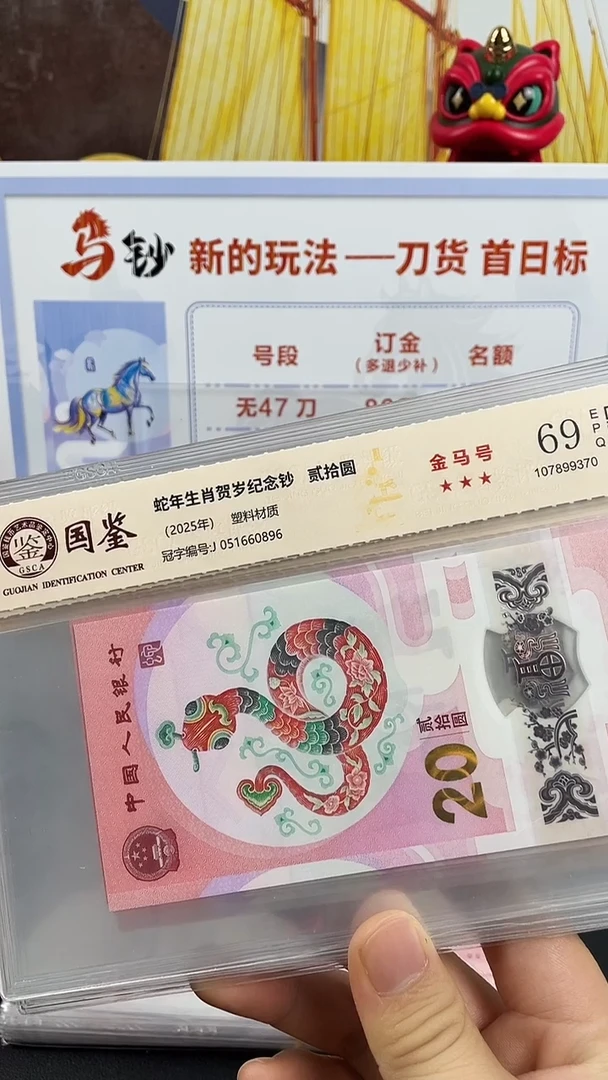 马钞 新的玩法 — 刀货 首日标
号段
订金
（多退少补）
名额
无47 刀
国鉴
鉴
GSCA
GUOJIAN IDENTIFICATION CENTER
蛇年生肖贺岁纪念钞 贰拾圆
（2025年） 塑料材质
冠字编号:J 051660896
金马号
★★★
69
E
P
Q
107899370
中国人民银行
贰拾圆
20